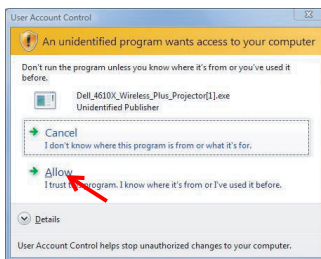 User Account Control
An unidentified program wants access to your computer
Don't run the program unless you know where it's from or you've used it
before.
Dell_4610X_Wireless_Plus_Projector[1].exe
Unidentified Publisher
Cancel
I don't know where this program is from or what it's for.
Allow
I trust this program. I know where it's from or I've used it before.
Details
User Account Control helps stop unauthorized changes to your computer.